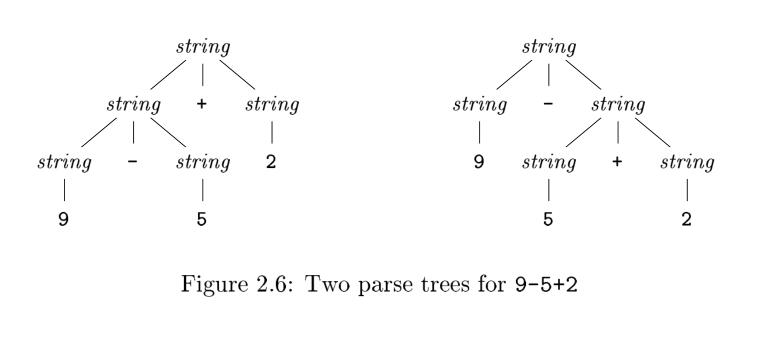 string string
string + string string - string
string - string 2 9 string + string
9 5 5 2
Figure 2.6: Two parse trees for 9-5+2